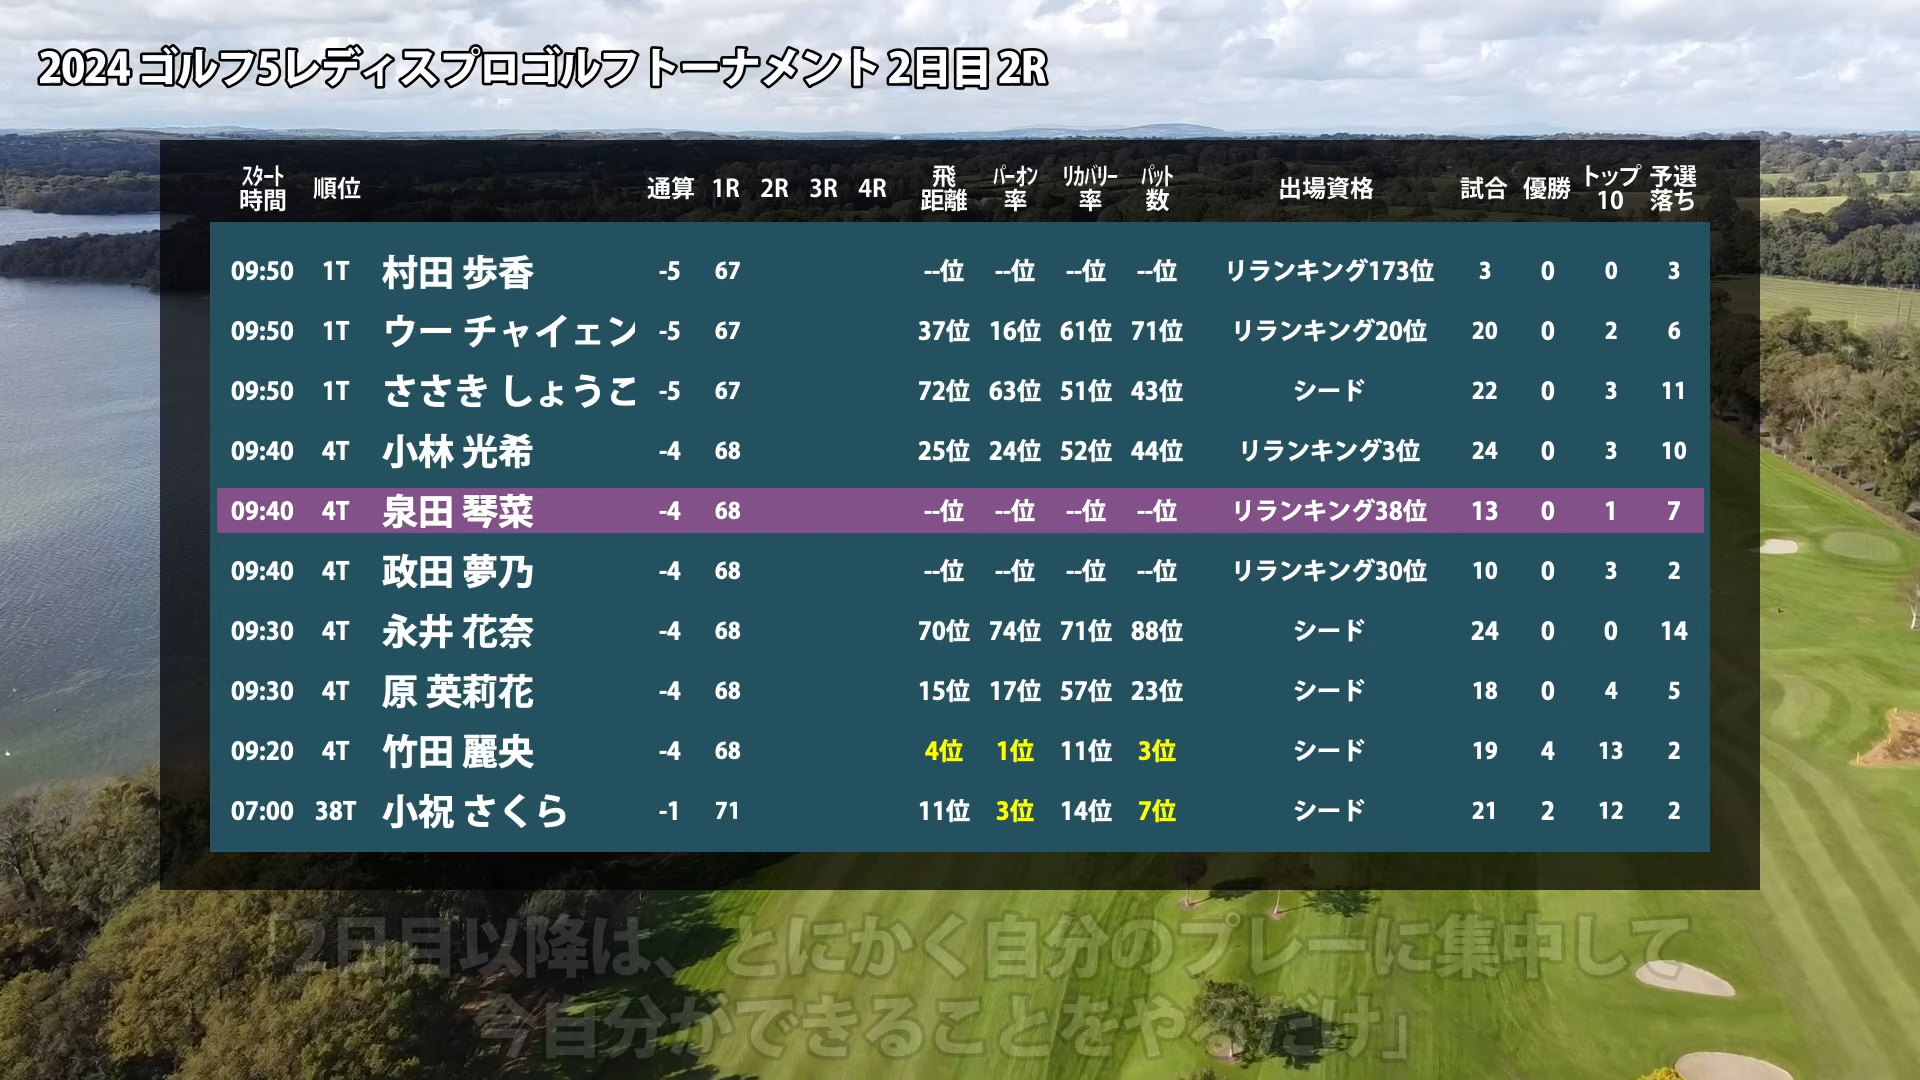 2024 ゴルフ5レディスプロゴルフトーナメント 2日目 2R
ｽﾀｰﾄ時間 順位 通算 1R 2R 3R 4R 飛距離 ﾊﾟｰｵﾝ率 ﾘｶﾊﾞﾘｰ率 ﾊﾟｯﾄ数 出場資格 試合 優勝 トップ10 予選落ち
09:50 1T 村田 歩香 -5 67 --位 --位 --位 --位 リランキング173位 3 0 0 3
09:50 1T ウー チャイェン -5 67 37位 16位 61位 71位 リランキング20位 20 0 2 6
09:50 1T ささき しょうこ -5 67 72位 63位 51位 43位 シード 22 0 3 11
09:40 4T 小林 光希 -4 68 25位 24位 52位 44位 リランキング3位 24 0 3 10
09:40 4T 泉田 琴菜 -4 68 --位 --位 --位 --位 リランキング38位 13 0 1 7
09:40 4T 政田 夢乃 -4 68 --位 --位 --位 --位 リランキング30位 10 0 3 2
09:30 4T 永井 花奈 -4 68 70位 74位 71位 88位 シード 24 0 0 14
09:30 4T 原 英莉花 -4 68 15位 17位 57位 23位 シード 18 0 4 5
09:20 4T 竹田 麗央 -4 68 4位 1位 11位 3位 シード 19 4 13 2
07:00 38T 小祝 さくら -1 71 11位 3位 14位 7位 シード 21 2 12 2
「2日目以降は、とにかく自分のプレーに集中して
今自分ができることをやるだけ」